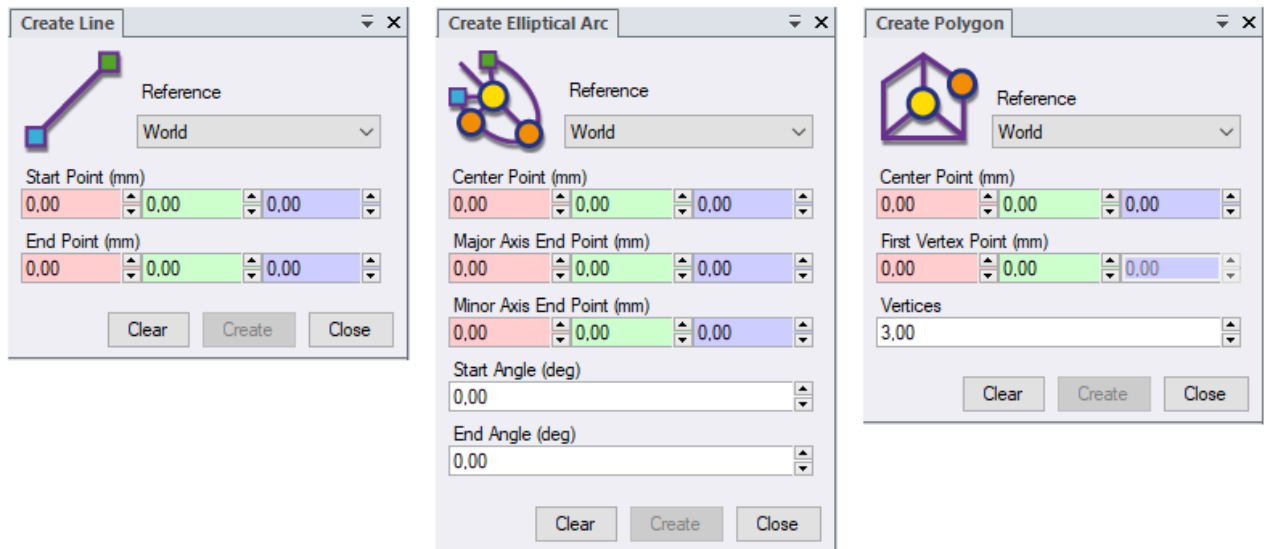 Create Line
Reference
World
Start Point (mm)
0,00 0,00 0,00
End Point (mm)
0,00 0,00 0,00
Clear Create Close
Create Elliptical Arc
Reference
World
Center Point (mm)
0,00 0,00 0,00
Major Axis End Point (mm)
0,00 0,00 0,00
Minor Axis End Point (mm)
0,00 0,00 0,00
Start Angle (deg)
0,00
End Angle (deg)
0,00
Clear Create Close
Create Polygon
Reference
World
Center Point (mm)
0,00 0,00 0,00
First Vertex Point (mm)
0,00 0,00 0,00
Vertices
3,00
Clear Create Close